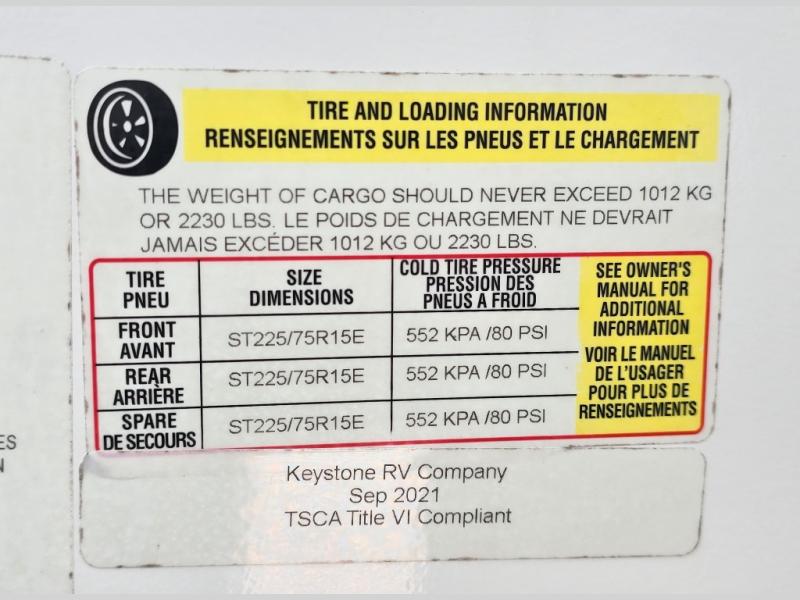 TIRE AND LOADING INFORMATION
RENSEIGNEMENTS SUR LES PNEUS ET LE CHARGEMENT
THE WEIGHT OF CARGO SHOULD NEVER EXCEED 1012 KG
OR 2230 LBS. LE POIDS DE CHARGEMENT NE DEVRAIT
JAMAIS EXCÉDER 1012 KG OU 2230 LBS.
TIRE
PNEU
SIZE
DIMENSIONS
COLD TIRE PRESSURE
PRESSION DES
PNEUS A FROID
FRONT
AVANT
ST225/75R15E
552 KPA /80 PSI
REAR
ARRIÈRE
ST225/75R15E
552 KPA /80 PSI
SPARE
DE SECOURS
ST225/75R15E
552 KPA /80 PSI
SEE OWNER'S
MANUAL FOR
ADDITIONAL
INFORMATION
VOIR LE MANUEL
DE L'USAGER
POUR PLUS DE
RENSEIGNEMENTS
Keystone RV Company
Sep 2021
TSCA Title VI Compliant